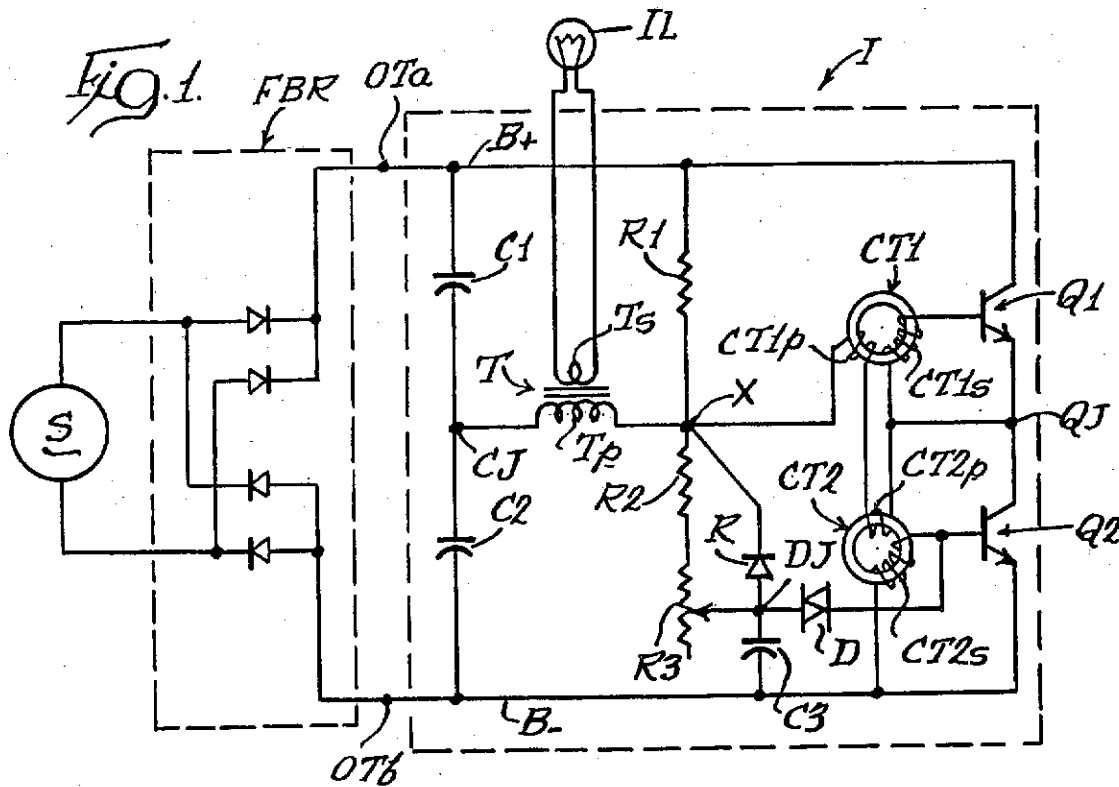 Fig. 1.
IL
I
OTa
FBR
B+
C1
R1
CT1
Q1
Ts
CT1p
T
CT1s
X
S
QJ
CJ
Tp
CT2p
R2
CT2
C2
R
DJ
Q2
R3
D
CT2s
C3
B-
OTb